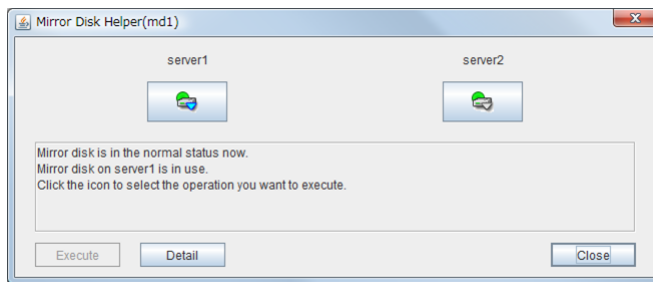 Mirror Disk Helper(md1)
server1 server2
Mirror disk is in the normal status now.
Mirror disk on server1 is in use.
Click the icon to select the operation you want to execute.
Execute Detail Close